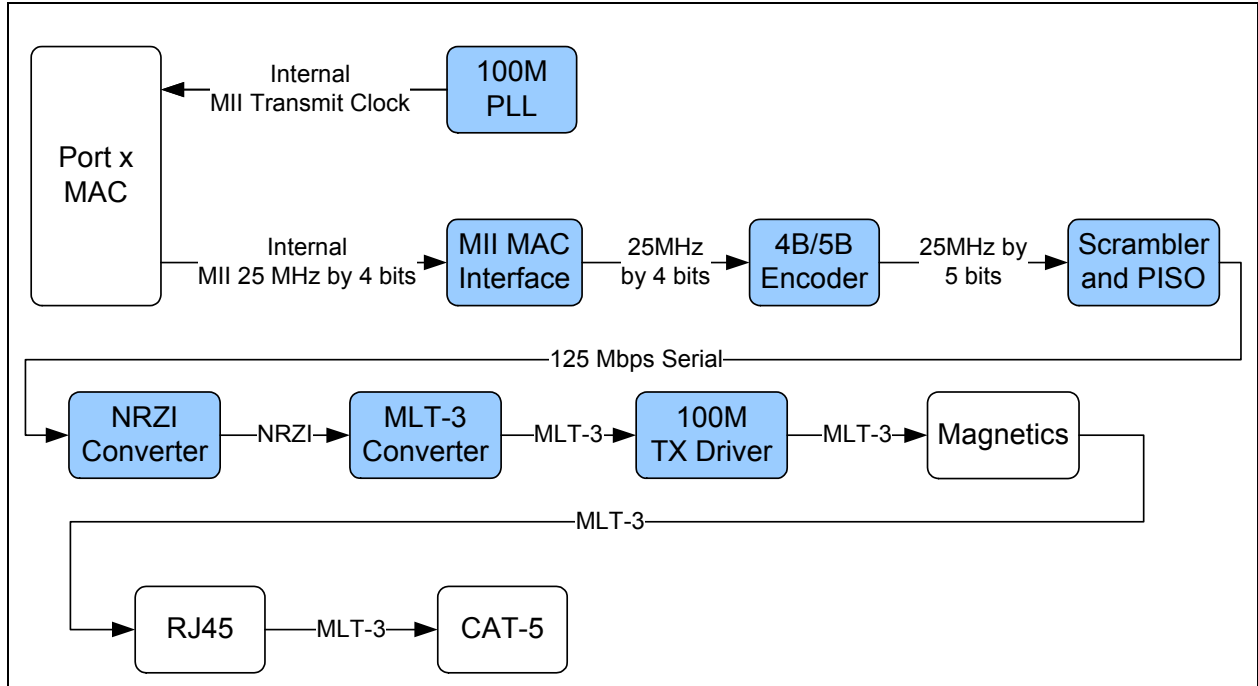 Internal
MII Transmit Clock
100M
PLL
Port x
MAC
Internal
MII 25 MHz by 4 bits
MII MAC
Interface
25MHz
by 4 bits
4B/5B
Encoder
25MHz by
5 bits
Scrambler
and PISO
125 Mbps Serial
NRZI
Converter
NRZI
MLT-3
Converter
MLT-3
100M
TX Driver
MLT-3
Magnetics
MLT-3
RJ45
MLT-3
CAT-5